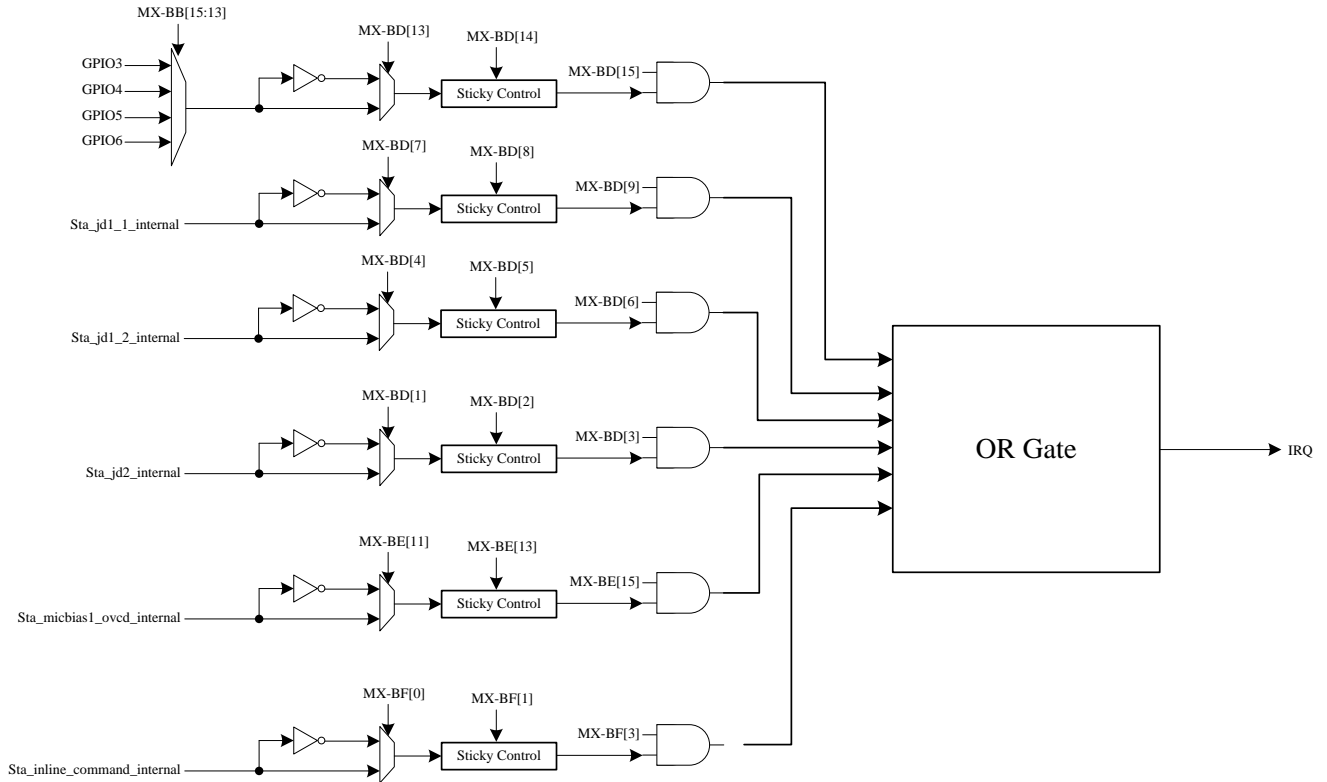 MX-BB[15:13]
MX-BD[13]
MX-BD[14]
GPIO3
GPIO4
GPIO5
GPIO6
Sticky Control
MX-BD[15]
MX-BD[7]
MX-BD[8]
MX-BD[9]
Sticky Control
Sta_jd1_1_internal
MX-BD[4]
MX-BD[5]
MX-BD[6]
Sticky Control
Sta_jd1_2_internal
MX-BD[1]
MX-BD[2]
MX-BD[3]
Sticky Control
Sta_jd2_internal
OR Gate
IRQ
MX-BE[11]
MX-BE[13]
MX-BE[15]
Sticky Control
Sta_micbias1_ovcd_internal
MX-BF[0]
MX-BF[1]
MX-BF[3]
Sticky Control
Sta_inline_command_internal